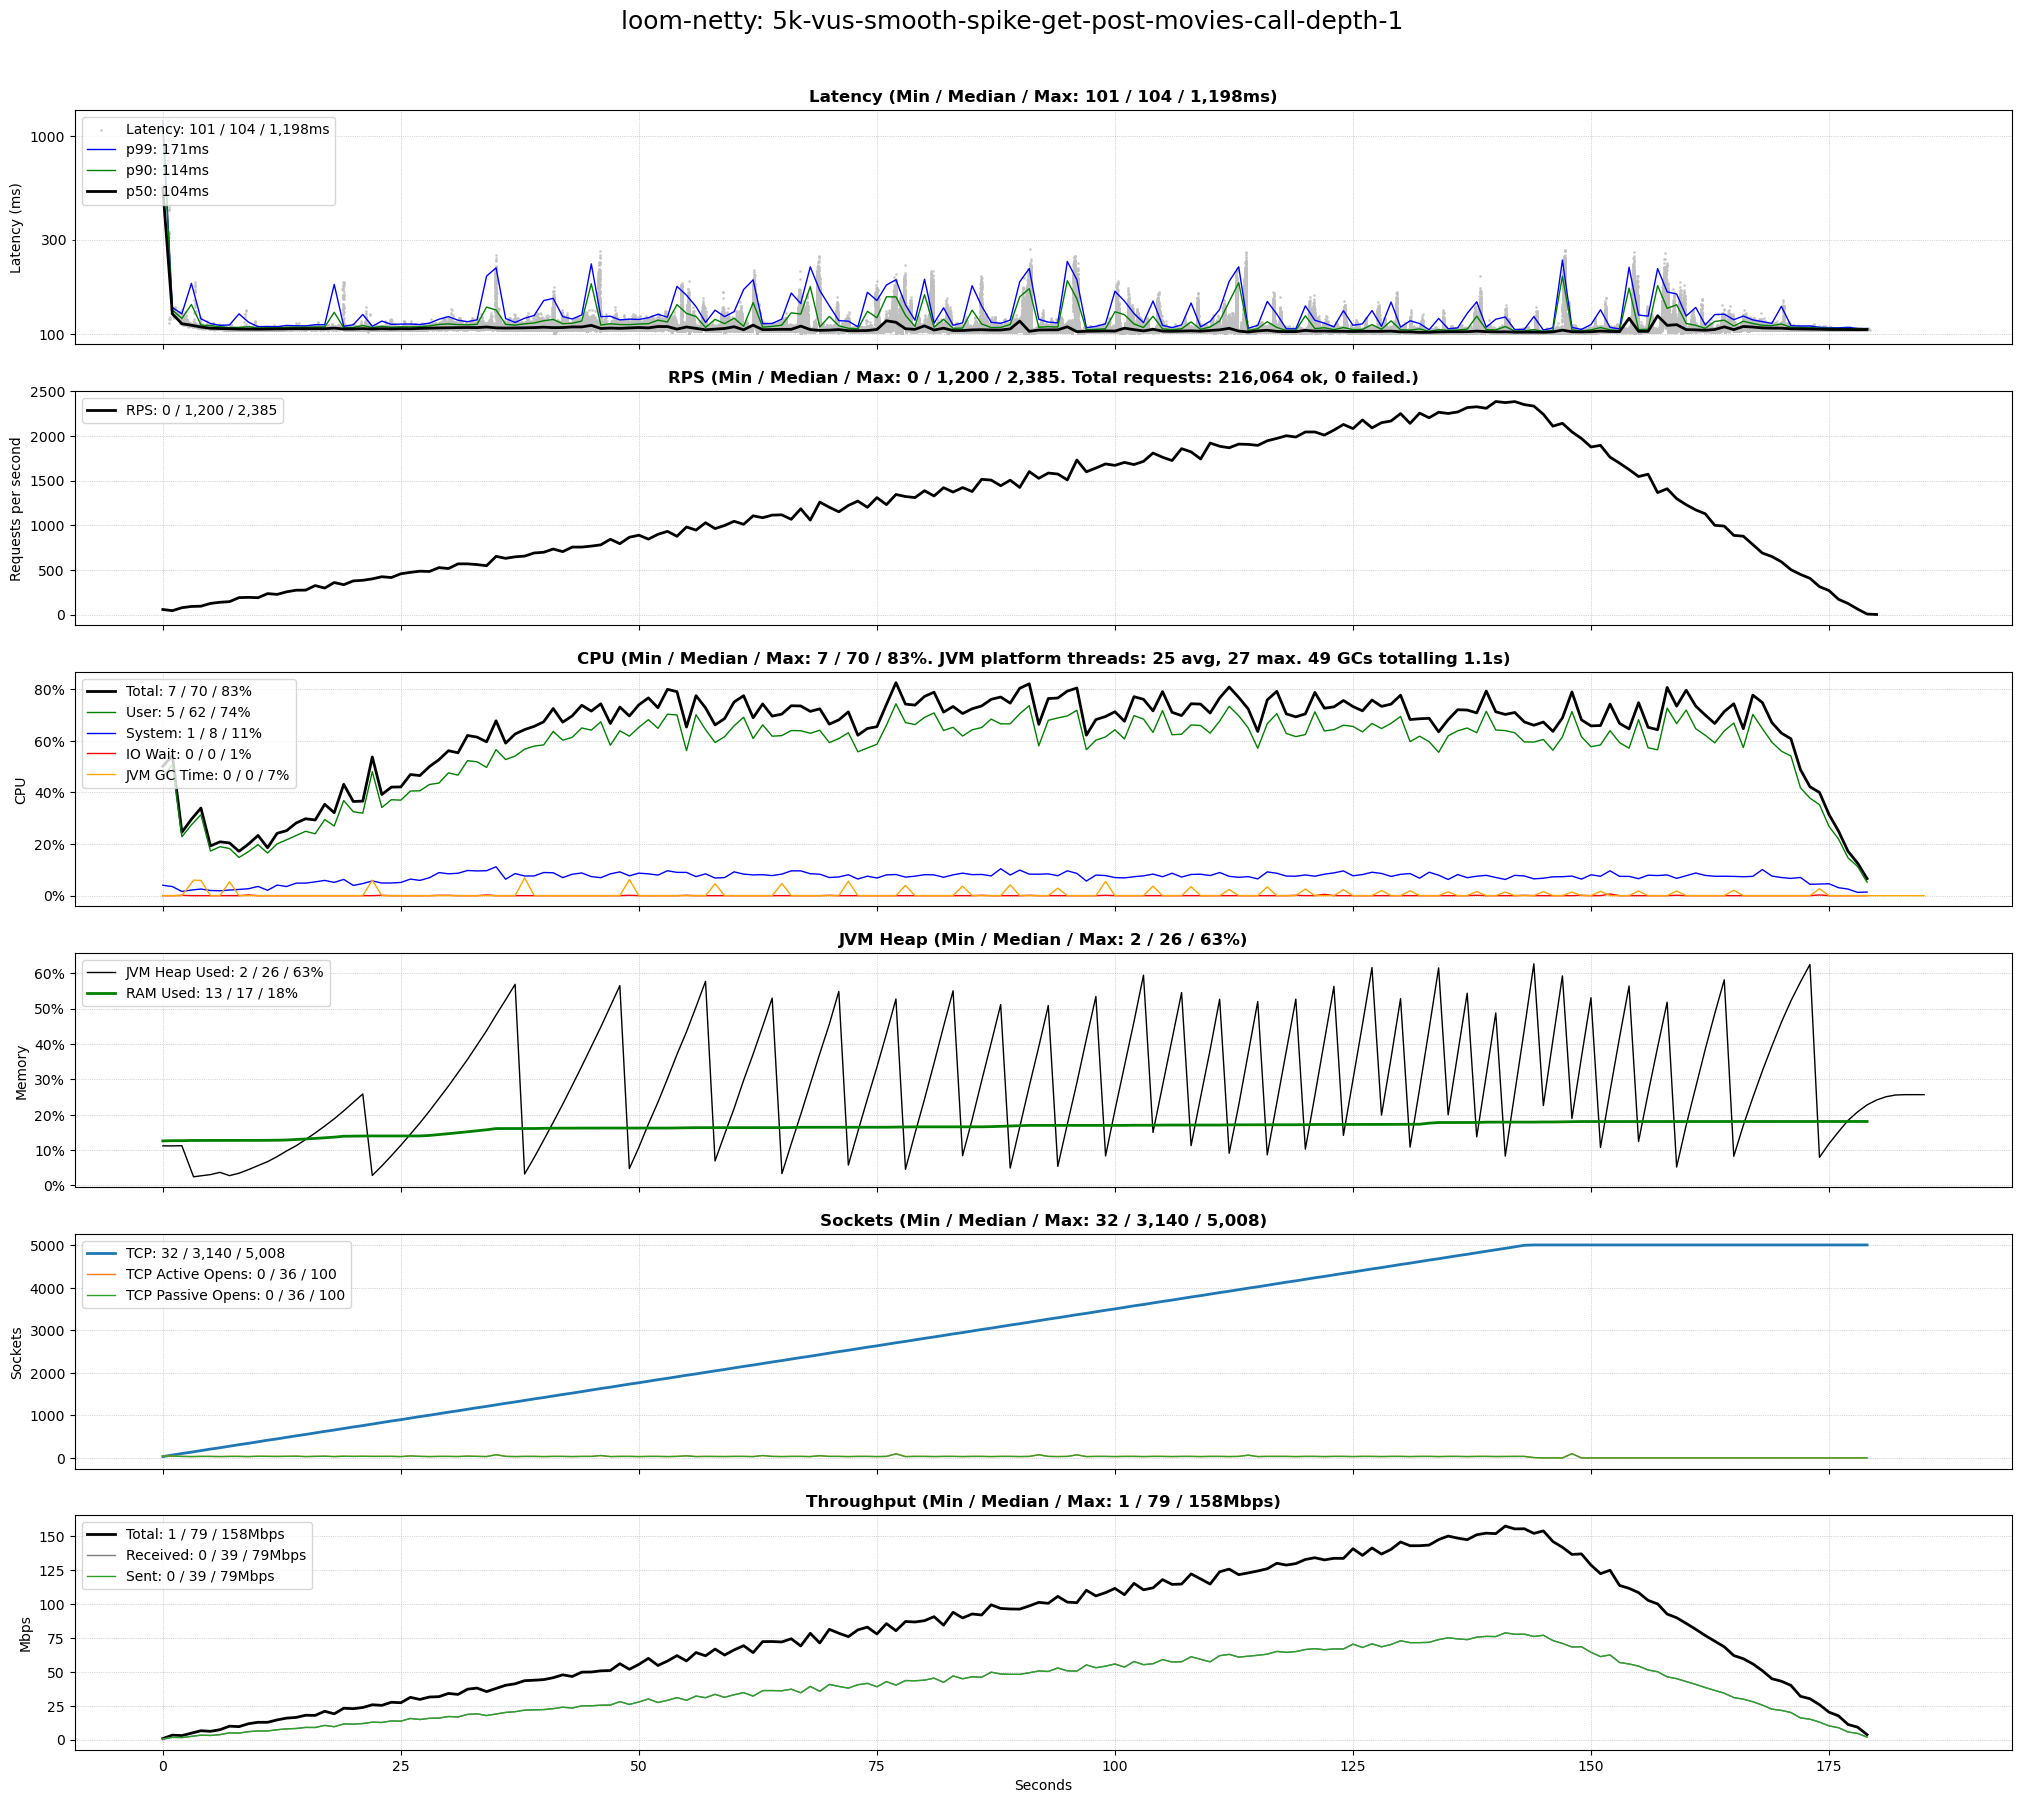 loom-netty: 5k-vus-smooth-spike-get-post-movies-call-depth-1
Latency (Min / Median / Max: 101 / 104 / 1,198ms)
Latency: 101 / 104 / 1,198ms
p99: 171ms
p90: 114ms
p50: 104ms
1000
300
100
Latency (ms)
RPS (Min / Median / Max: 0 / 1,200 / 2,385. Total requests: 216,064 ok, 0 failed.)
RPS: 0 / 1,200 / 2,385
2500
2000
1500
1000
500
0
Requests per second
CPU (Min / Median / Max: 7 / 70 / 83%. JVM platform threads: 25 avg, 27 max. 49 GCs totalling 1.1s)
Total: 7 / 70 / 83%
User: 5 / 62 / 74%
System: 1 / 8 / 11%
IO Wait: 0 / 0 / 1%
JVM GC Time: 0 / 0 / 7%
80%
60%
40%
20%
0%
CPU
JVM Heap (Min / Median / Max: 2 / 26 / 63%)
JVM Heap Used: 2 / 26 / 63%
RAM Used: 13 / 17 / 18%
60%
50%
40%
30%
20%
10%
0%
Memory
Sockets (Min / Median / Max: 32 / 3,140 / 5,008)
TCP: 32 / 3,140 / 5,008
TCP Active Opens: 0 / 36 / 100
TCP Passive Opens: 0 / 36 / 100
5000
4000
3000
2000
1000
0
Sockets
Throughput (Min / Median / Max: 1 / 79 / 158Mbps)
Total: 1 / 79 / 158Mbps
Received: 0 / 39 / 79Mbps
Sent: 0 / 39 / 79Mbps
150
125
100
75
50
25
0
Mbps
0 25 50 75 100 125 150 175
Seconds